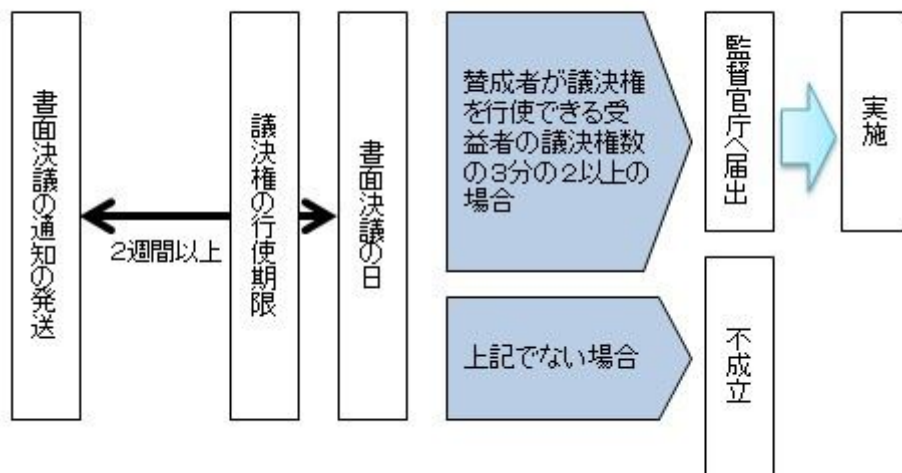 書面決議の通知の発送
2週間以上
議決権の行使期限
書面決議の日
賛成者が議決権
を行使できる受
益者の議決権数
の3分の2以上の
場合
監督官庁へ届出
実施
上記でない場合
不成立